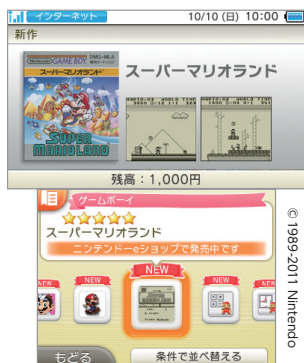 インターネット
10/10 (日) 10:00
新作
Nintendo GAME BOY
DMG-MLA
スーパーマリオランド
SUPER
MARIOLAND
スーパーマリオランド
残高：1,000円
ゲームボーイ
スーパーマリオランド
ニンテンドーeショップで発売中です
NEW
NEW
NEW
NEW
NEW
もどる
条件で並べ替える
© 1989-2011 Nintendo